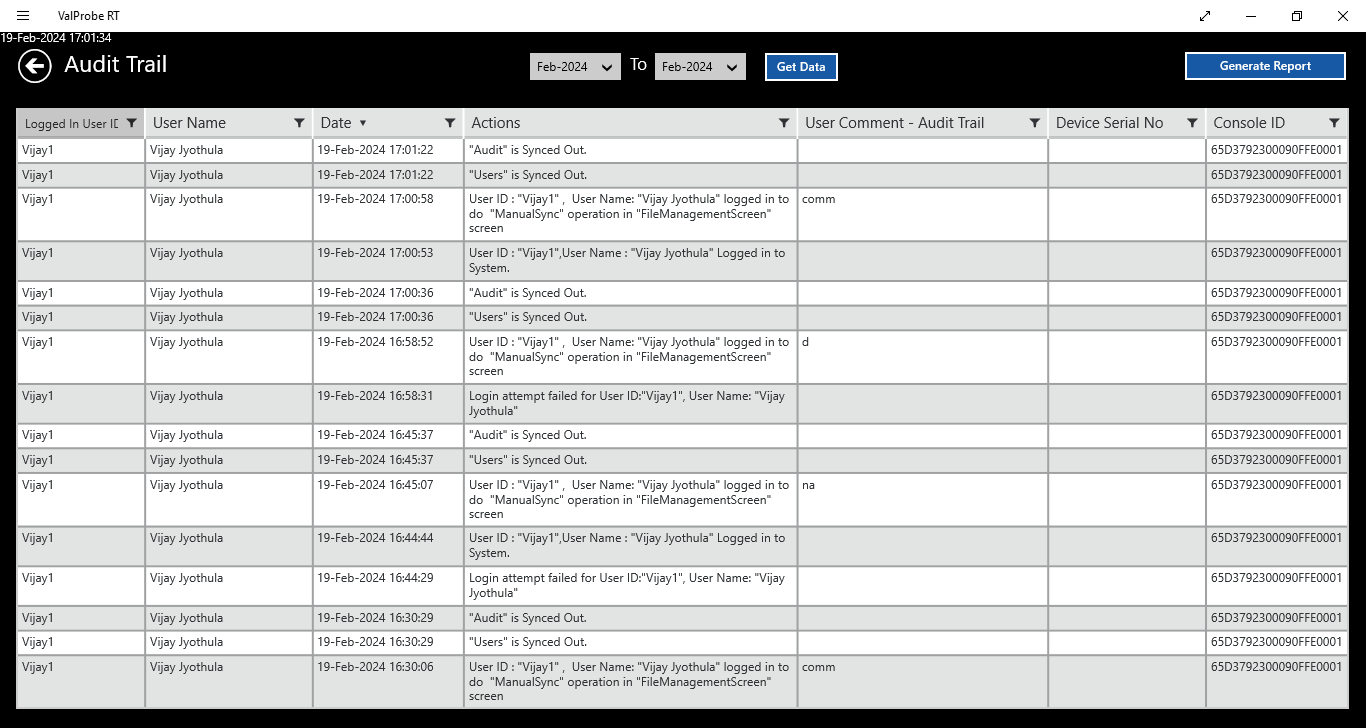 ValProbe RT
19-Feb-2024 17:01:34
Audit Trail
Feb-2024 To Feb-2024 Get Data Generate Report
Logged In User ID User Name Date Actions User Comment - Audit Trail Device Serial No Console ID
Vijay1 Vijay Jyothula 19-Feb-2024 17:01:22 "Audit" is Synced Out. 65D3792300090FFE0001
Vijay1 Vijay Jyothula 19-Feb-2024 17:01:22 "Users" is Synced Out. 65D3792300090FFE0001
Vijay1 Vijay Jyothula 19-Feb-2024 17:00:58 User ID : "Vijay1" , User Name: "Vijay Jyothula" logged in to comm 65D3792300090FFE0001
do "ManualSync" operation in "FileManagementScreen"
screen
Vijay1 Vijay Jyothula 19-Feb-2024 17:00:53 User ID : "Vijay1",User Name : "Vijay Jyothula" Logged in to 65D3792300090FFE0001
System.
Vijay1 Vijay Jyothula 19-Feb-2024 17:00:36 "Audit" is Synced Out. 65D3792300090FFE0001
Vijay1 Vijay Jyothula 19-Feb-2024 17:00:36 "Users" is Synced Out. 65D3792300090FFE0001
Vijay1 Vijay Jyothula 19-Feb-2024 16:58:52 User ID : "Vijay1" , User Name: "Vijay Jyothula" logged in to d 65D3792300090FFE0001
do "ManualSync" operation in "FileManagementScreen"
screen
Vijay1 Vijay Jyothula 19-Feb-2024 16:58:31 Login attempt failed for User ID:"Vijay1", User Name: "Vijay 65D3792300090FFE0001
Jyothula"
Vijay1 Vijay Jyothula 19-Feb-2024 16:45:37 "Audit" is Synced Out. 65D3792300090FFE0001
Vijay1 Vijay Jyothula 19-Feb-2024 16:45:37 "Users" is Synced Out. 65D3792300090FFE0001
Vijay1 Vijay Jyothula 19-Feb-2024 16:45:07 User ID : "Vijay1" , User Name: "Vijay Jyothula" logged in to na 65D3792300090FFE0001
do "ManualSync" operation in "FileManagementScreen"
screen
Vijay1 Vijay Jyothula 19-Feb-2024 16:44:44 User ID : "Vijay1",User Name : "Vijay Jyothula" Logged in to 65D3792300090FFE0001
System.
Vijay1 Vijay Jyothula 19-Feb-2024 16:44:29 Login attempt failed for User ID:"Vijay1", User Name: "Vijay 65D3792300090FFE0001
Jyothula"
Vijay1 Vijay Jyothula 19-Feb-2024 16:30:29 "Audit" is Synced Out. 65D3792300090FFE0001
Vijay1 Vijay Jyothula 19-Feb-2024 16:30:29 "Users" is Synced Out. 65D3792300090FFE0001
Vijay1 Vijay Jyothula 19-Feb-2024 16:30:06 User ID : "Vijay1" , User Name: "Vijay Jyothula" logged in to comm 65D3792300090FFE0001
do "ManualSync" operation in "FileManagementScreen"
screen